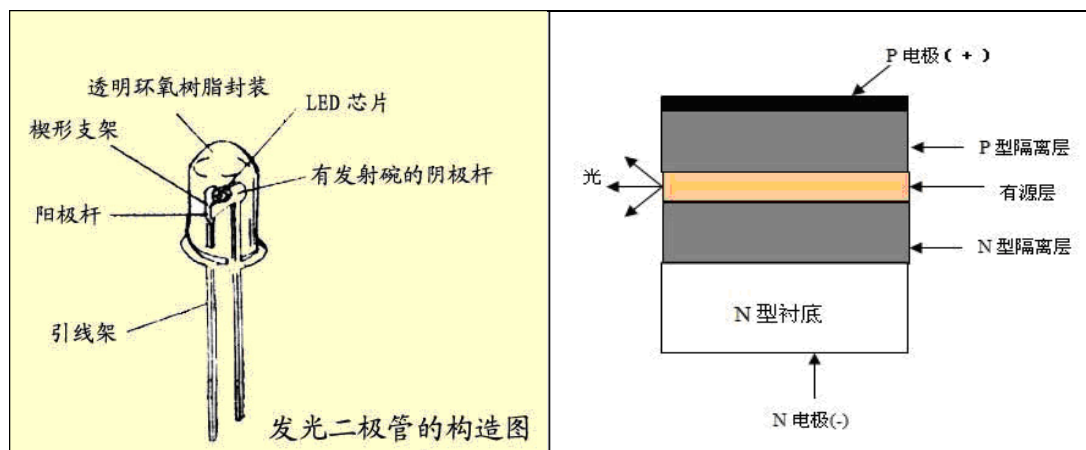 透明环氧树脂封装
LED 芯片
楔形支架
有发射碗的阴极杆
阳极杆
引线架
发光二极管的构造图
P 电极（+）
P 型隔离层
光
有源层
N 型隔离层
N 型衬底
N 电极(-)